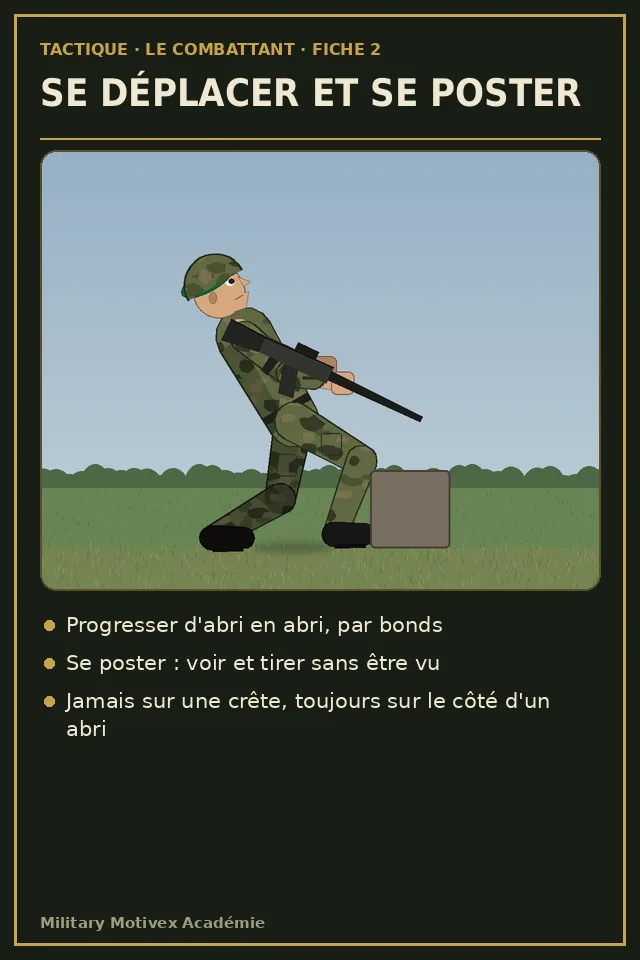 TACTIQUE · LE COMBATTANT · FICHE 2
SE DÉPLACER ET SE POSTER
Progresser d'abri en abri, par bonds
Se poster : voir et tirer sans être vu
Jamais sur une crête, toujours sur le côté d'un
abri
Military Motivex Académie